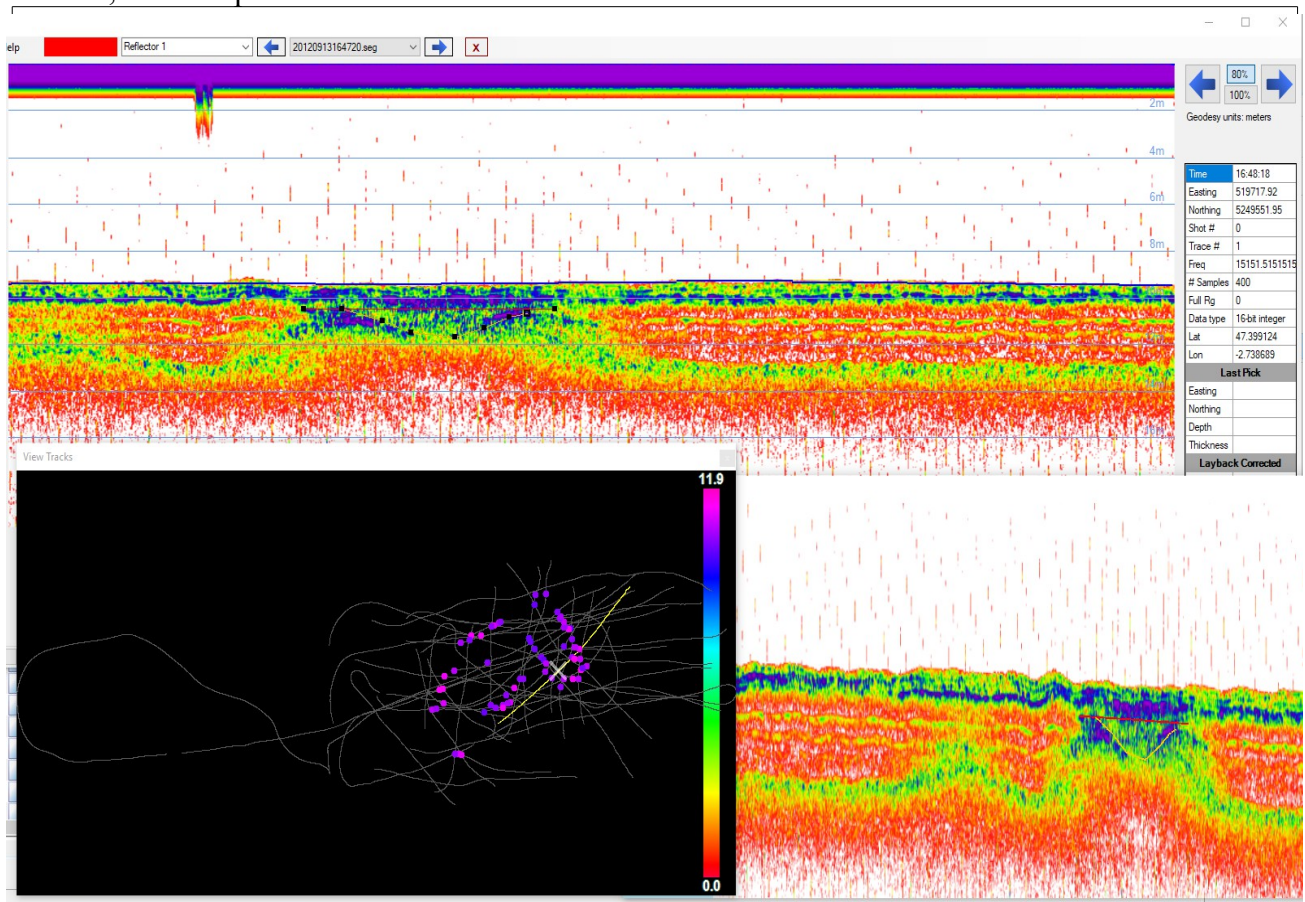 elp Reflector 1 20120913164720.seg X
80%
100%
Geodesy units: meters
2m
4m
6m
8m
Time 16:48:18
Easting 519717.92
Northing 5249551.95
Shot # 0
Trace # 1
Freq 15151.5151515
# Samples 400
Full Rg 0
Data type 16-bit integer
Lat 47.399124
Lon -2.738689
Last Pick
Easting
Northing
Depth
Thickness
Layback Corrected
View Tracks
11.9
0.0